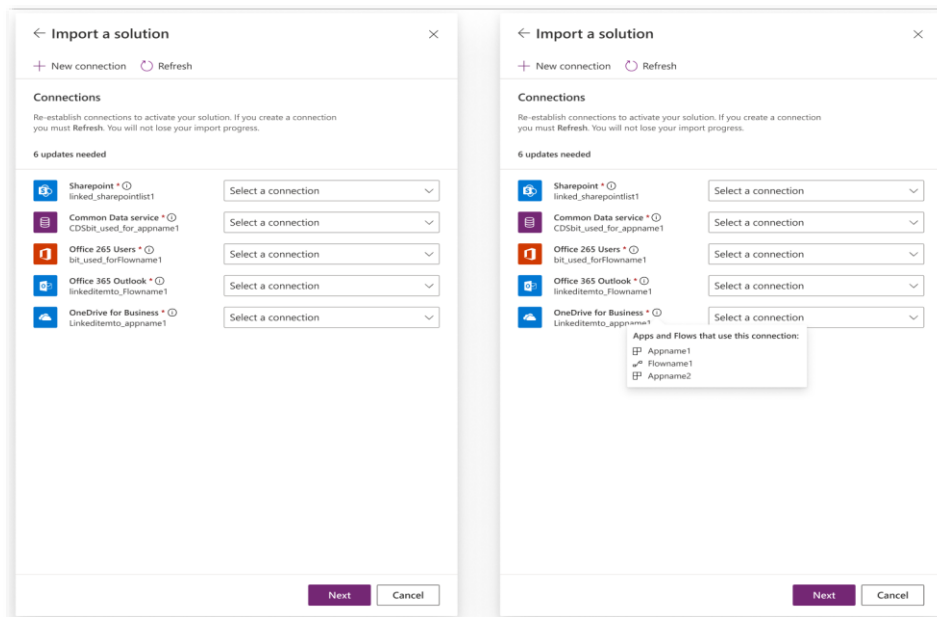 Import a solution
New connection Refresh
Connections
Re-establish connections to activate your solution. If you create a connection
you must Refresh. You will not lose your import progress.
6 updates needed
Sharepoint *
linked_sharepointlist1
Select a connection
Common Data service *
CDSbit_used_for_appname1
Select a connection
Office 265 Users *
bit_used_forFlowname1
Select a connection
Office 365 Outlook *
linkeditemto_Flowname1
Select a connection
OneDrive for Business *
Linkeditemto_appname1
Select a connection
Next Cancel
Import a solution
New connection Refresh
Connections
Re-establish connections to activate your solution. If you create a connection
you must Refresh. You will not lose your import progress.
6 updates needed
Sharepoint *
linked_sharepointlist1
Select a connection
Common Data service *
CDSbit_used_for_appname1
Select a connection
Office 265 Users *
bit_used_forFlowname1
Select a connection
Office 365 Outlook *
linkeditemto_Flowname1
Select a connection
OneDrive for Business *
Linkeditemto_appname1
Select a connection
Apps and Flows that use this connection:
Appname1
Flowname1
Appname2
Next Cancel